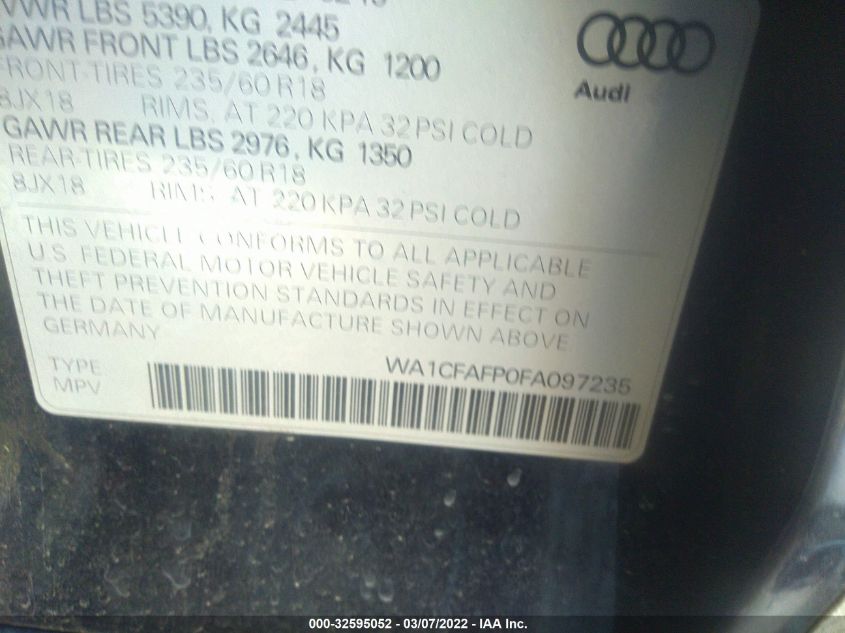 GVWR LBS 5390, KG 2445
GAWR FRONT LBS 2646, KG 1200
FRONT-TIRES 235/60 R18
8JX18 RIMS, AT 220 KPA 32 PSI COLD
GAWR REAR LBS 2976, KG 1350
REAR-TIRES 235/60 R18
8JX18 RIMS, AT 220 KPA 32 PSI COLD
Audi
THIS VEHICLE CONFORMS TO ALL APPLICABLE
U.S. FEDERAL MOTOR VEHICLE SAFETY AND
THEFT PREVENTION STANDARDS IN EFFECT ON
THE DATE OF MANUFACTURE SHOWN ABOVE
GERMANY
TYPE
MPV
WA1CFAFP0FA097235
000-32595052 — 03/07/2022 — IAA Inc.